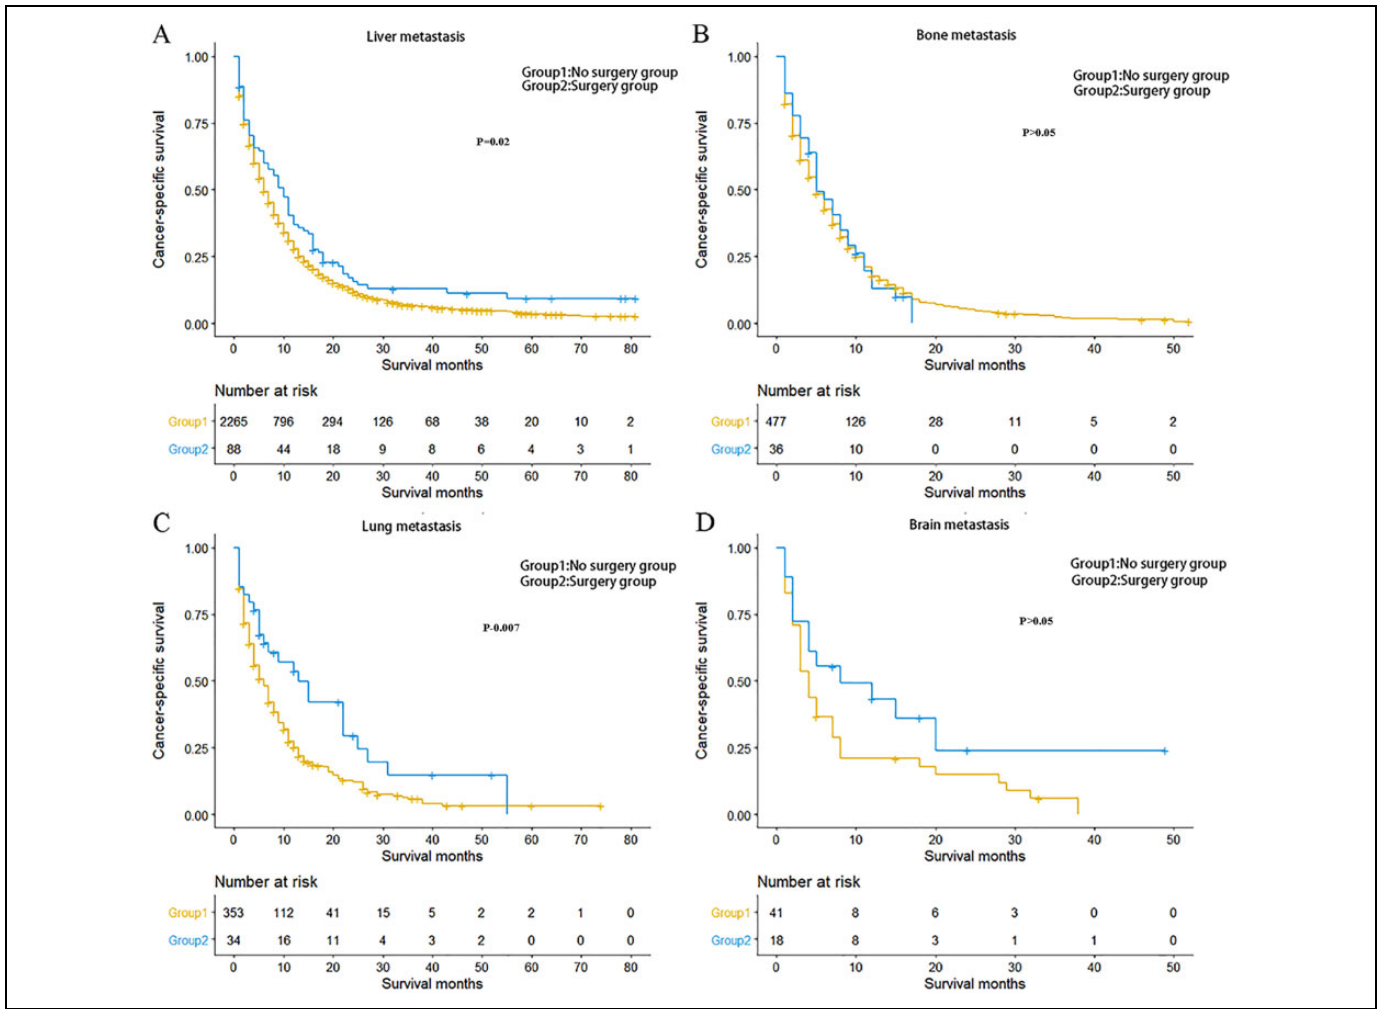 A
Liver metastasis
Group1:No surgery group
Group2:Surgery group
P=0.02
Cancer-specific survival
1.00
0.75
0.50
0.25
0.00
0 10 20 30 40 50 60 70 80
Survival months
Number at risk
Group1 2265 796 294 126 68 38 20 10 2
Group2 88 44 18 9 8 6 4 3 1
0 10 20 30 40 50 60 70 80
Survival months
B
Bone metastasis
Group1:No surgery group
Group2:Surgery group
P>0.05
Cancer-specific survival
1.00
0.75
0.50
0.25
0.00
0 10 20 30 40 50
Survival months
Number at risk
Group1 477 126 28 11 5 2
Group2 36 10 0 0 0 0
0 10 20 30 40 50
Survival months
C
Lung metastasis
Group1:No surgery group
Group2:Surgery group
P-0.007
Cancer-specific survival
1.00
0.75
0.50
0.25
0.00
0 10 20 30 40 50 60 70 80
Survival months
Number at risk
Group1 353 112 41 15 5 2 2 1 0
Group2 34 16 11 4 3 2 0 0 0
0 10 20 30 40 50 60 70 80
Survival months
D
Brain metastasis
Group1:No surgery group
Group2:Surgery group
P>0.05
Cancer-specific survival
1.00
0.75
0.50
0.25
0.00
0 10 20 30 40 50
Survival months
Number at risk
Group1 41 8 6 3 0 0
Group2 18 8 3 1 1 0
0 10 20 30 40 50
Survival months